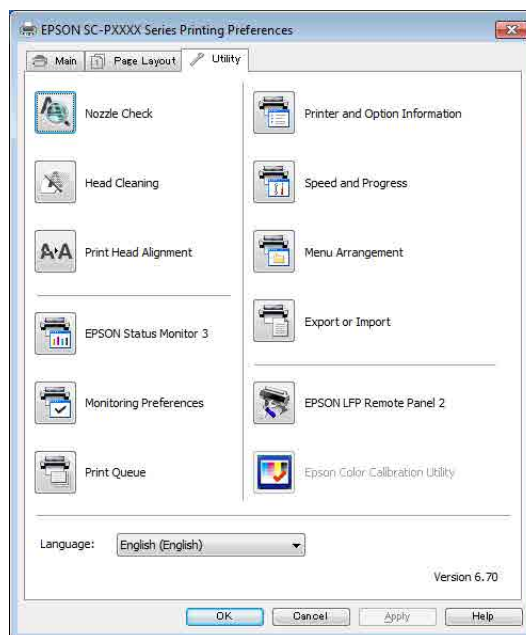 EPSON SC-PXXXX Series Printing Preferences
Main
Page Layout
Utility
Nozzle Check
Printer and Option Information
Head Cleaning
Speed and Progress
A A
Print Head Alignment
Menu Arrangement
EPSON Status Monitor 3
Export or Import
Monitoring Preferences
EPSON LFP Remote Panel 2
Print Queue
Epson Color Calibration Utility
Language:
English (English)
Version 6.70
OK
Cancel
Apply
Help